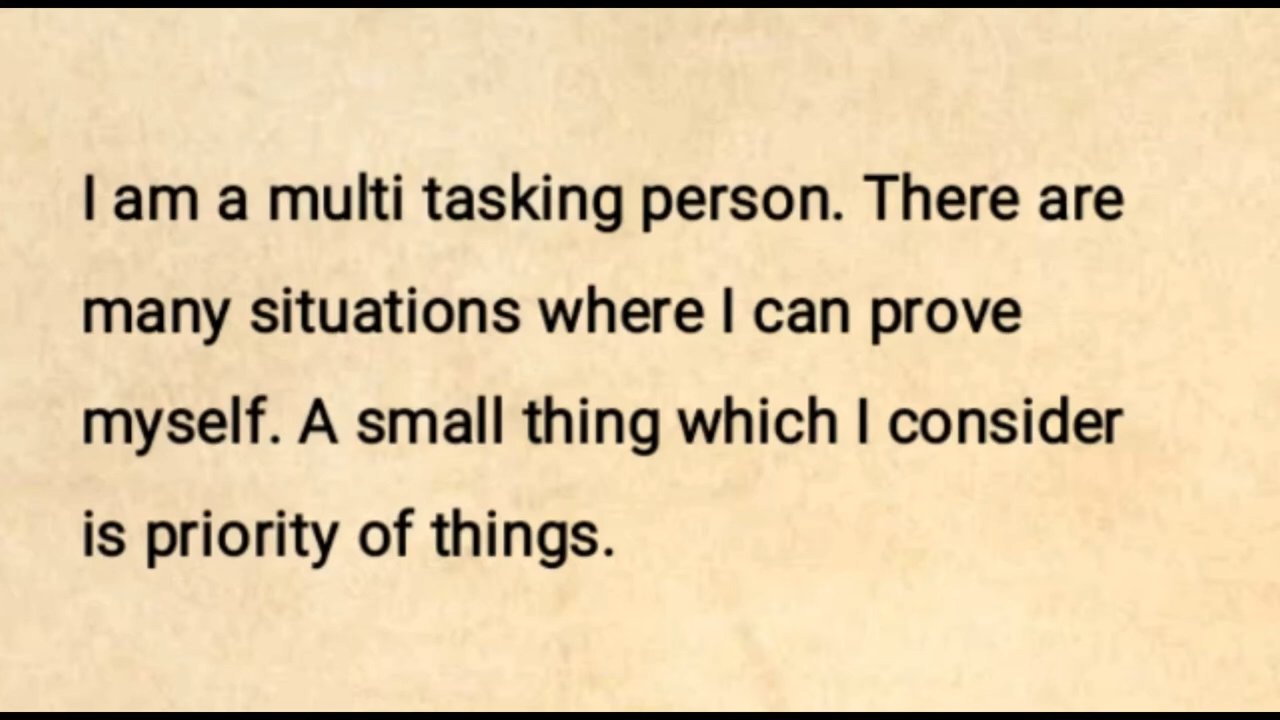 I am a multi tasking person. There are
many situations where I can prove
myself. A small thing which I consider
is priority of things.